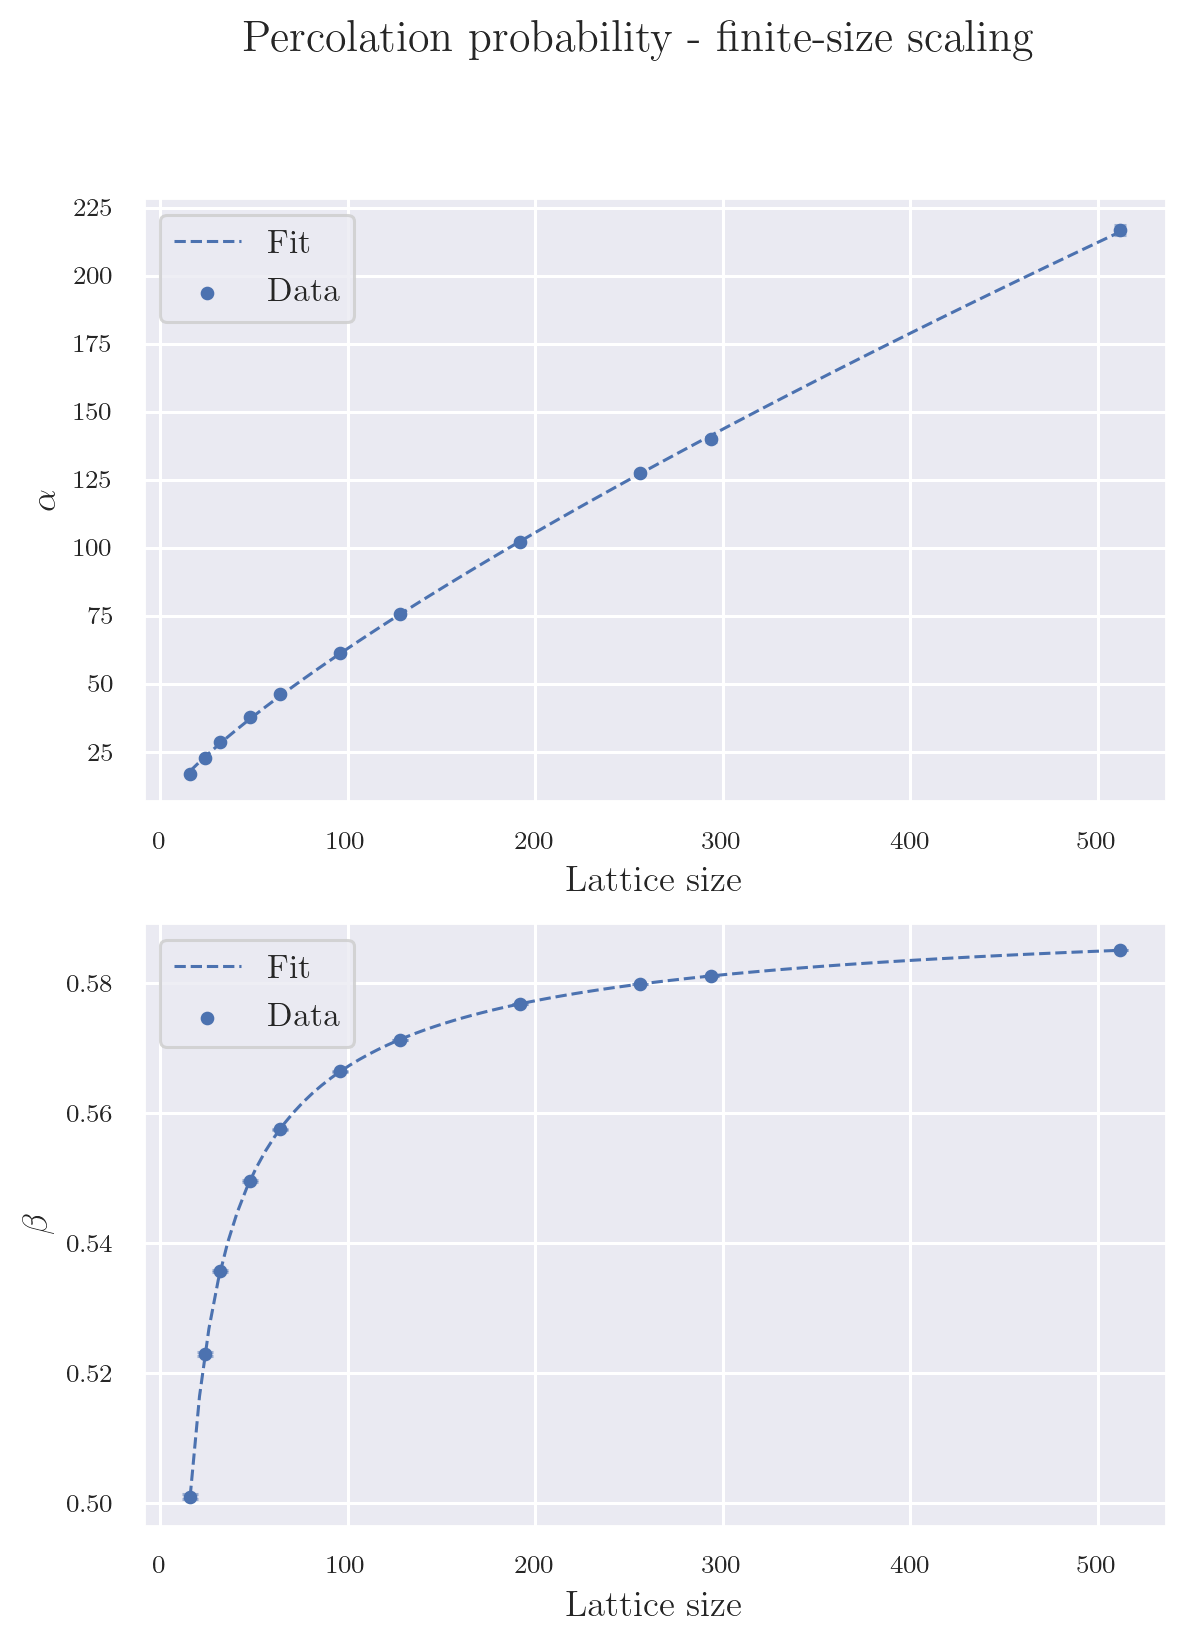 Percolation probability - finite-size scaling
225
200
175
150
125
100
75
50
25
α
Fit
Data
0 100 200 300 400 500
Lattice size
0.58
0.56
0.54
0.52
0.50
β
Fit
Data
0 100 200 300 400 500
Lattice size